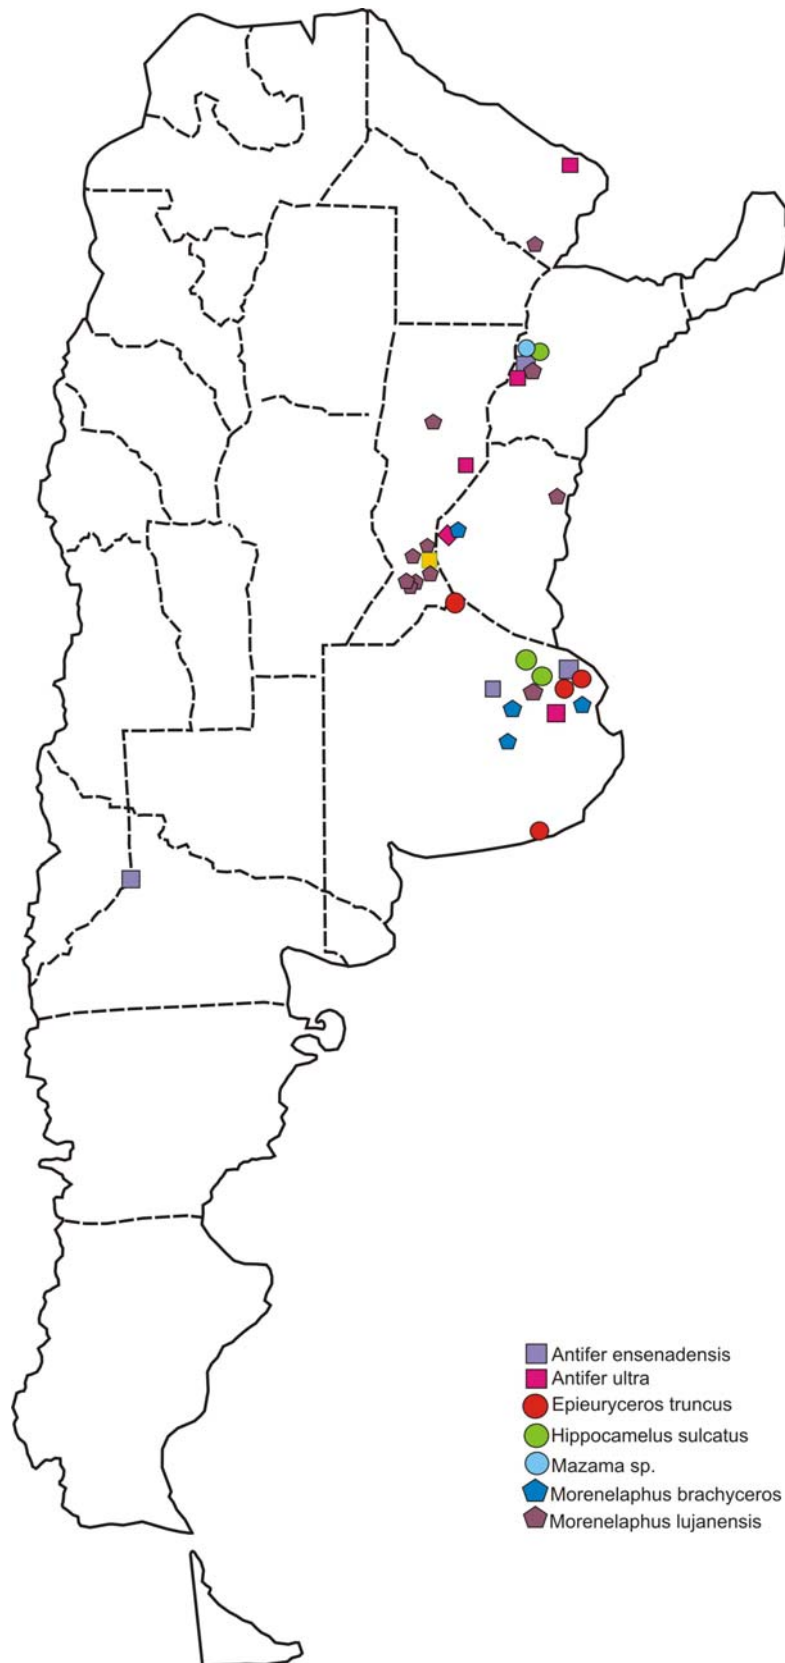 Antifer ensenadensis
Antifer ultra
Epieuryceros truncus
Hippocamelus sulcatus
Mazama sp.
Morenelaphus brachyceros
Morenelaphus lujanensis